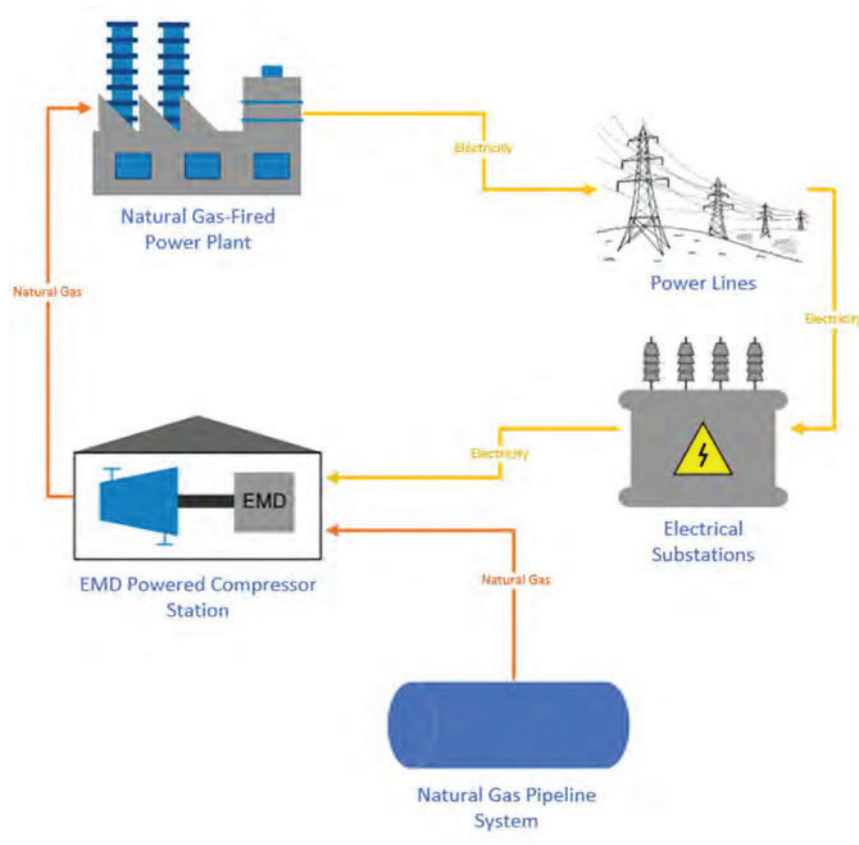 Electricity
Natural Gas-Fired
Power Plant
Power Lines
Natural Gas
Electricity
Electricity
EMD
Electrical
Substations
EMD Powered Compressor
Station
Natural Gas
Natural Gas Pipeline
System